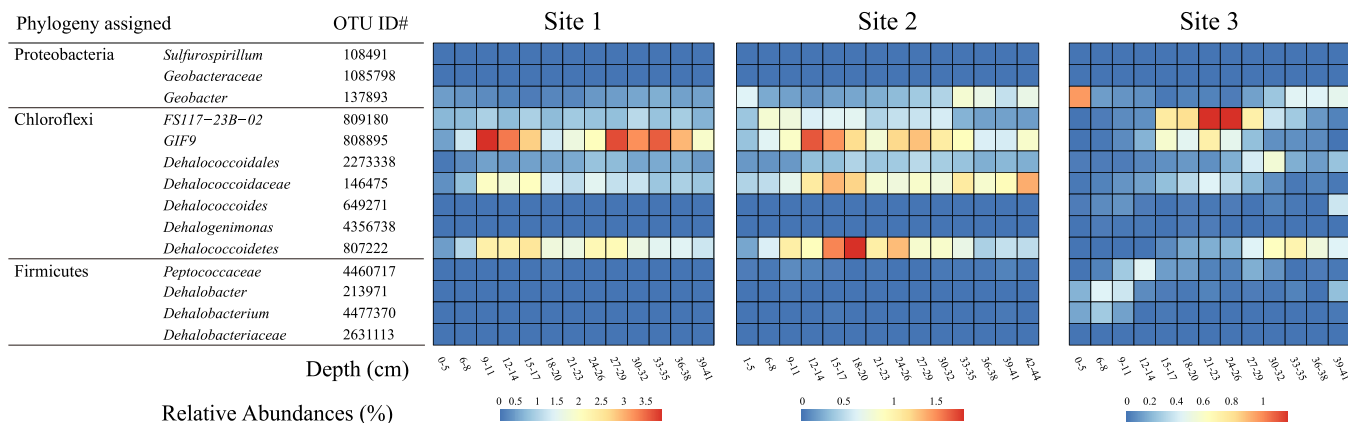 Phylogeny assigned OTU ID# Site 1 Site 2 Site 3
Proteobacteria Sulfurospirillum 108491
Geobacteraceae 1085798
Geobacter 137893
Chloroflexi FS117−23B−02 809180
GIF9 808895
Dehalococcoidales 2273338
Dehalococcoidaceae 146475
Dehalococcoides 649271
Dehalogenimonas 4356738
Dehalococcoidetes 807222
Firmicutes Peptococcaceae 4460717
Dehalobacter 213971
Dehalobacterium 4477370
Dehalobacteriaceae 2631113
Depth (cm)
0-5 6-8 9-11 12-14 15-17 18-20 21-23 24-26 27-29 30-32 33-35 36-38 39-41
1-5 6-8 9-11 12-14 15-17 18-20 21-23 24-26 27-29 30-32 33-35 36-38 39-41 42-44
0-5 6-8 9-11 12-14 15-17 18-20 21-23 24-26 27-29 30-32 33-35 36-38 39-41
Relative Abundances (%)
0 0.5 1 1.5 2 2.5 3 3.5
0 0.5 1 1.5
0 0.2 0.4 0.6 0.8 1